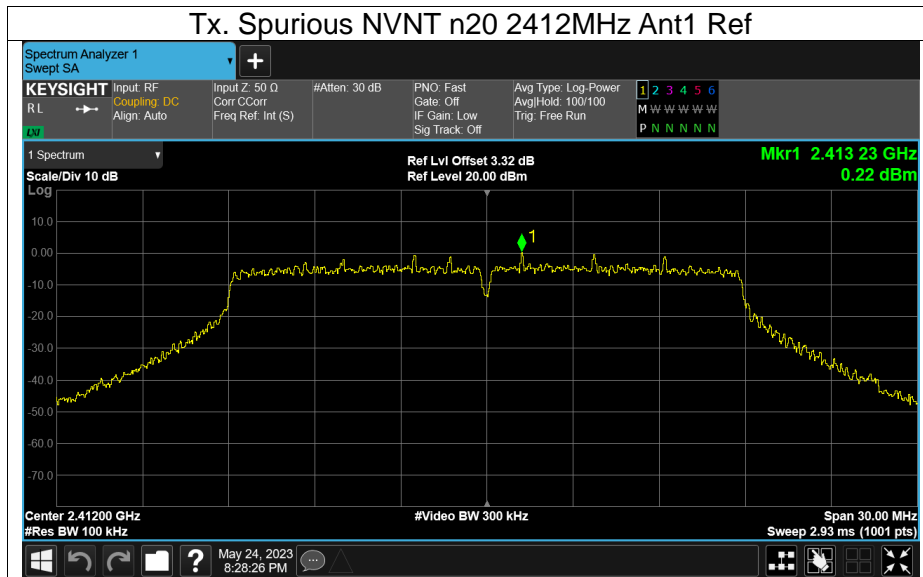 Tx. Spurious NVNT n20 2412MHz Ant1 Ref
Spectrum Analyzer 1
Swept SA
+
KEYSIGHT
RL
LXI
Input: RF
Coupling: DC
Align: Auto
Input Z: 50 Ω
Corr CCorr
Freq Ref: Int (S)
#Atten: 30 dB
PNO: Fast
Gate: Off
IF Gain: Low
Sig Track: Off
Avg Type: Log-Power
Avg|Hold: 100/100
Trig: Free Run
1 2 3 4 5 6
M W W W W W
P N N N N N
1 Spectrum
Scale/Div 10 dB
Ref Lvl Offset 3.32 dB
Ref Level 20.00 dBm
Mkr1 2.413 23 GHz
0.22 dBm
Log
10.0
0.00
-10.0
-20.0
-30.0
-40.0
-50.0
-60.0
-70.0
1
Center 2.41200 GHz
#Res BW 100 kHz
#Video BW 300 kHz
Span 30.00 MHz
Sweep 2.93 ms (1001 pts)
?
May 24, 2023
8:28:26 PM